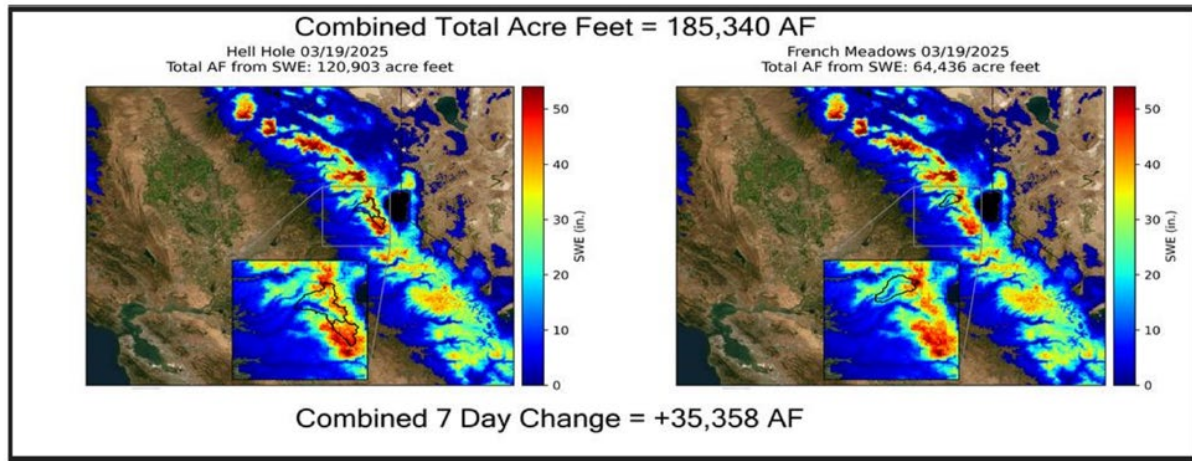 Combined Total Acre Feet = 185,340 AF
Hell Hole 03/19/2025
Total AF from SWE: 120,903 acre feet
50
40
30
20
10
0
SWE (in.)
French Meadows 03/19/2025
Total AF from SWE: 64,436 acre feet
50
40
30
20
10
0
SWE (in.)
Combined 7 Day Change = +35,358 AF